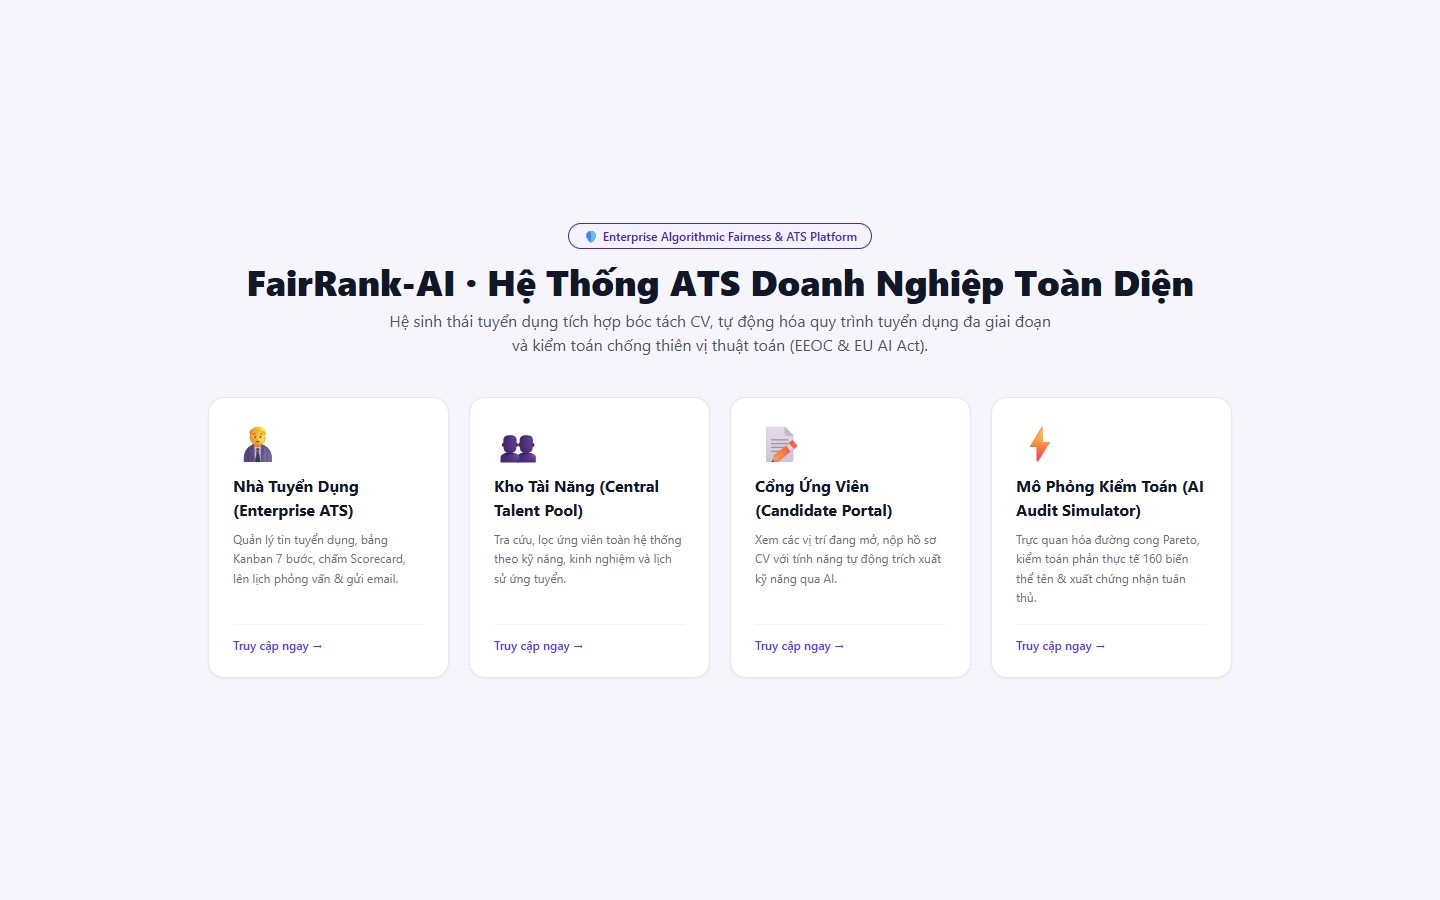 Enterprise Algorithmic Fairness & ATS Platform
FairRank-AI · Hệ Thống ATS Doanh Nghiệp Toàn Diện
Hệ sinh thái tuyển dụng tích hợp bóc tách CV, tự động hóa quy trình tuyển dụng đa giai đoạn
và kiểm toán chống thiên vị thuật toán (EEOC & EU AI Act).
Nhà Tuyển Dụng
(Enterprise ATS)
Quản lý tin tuyển dụng, bảng
Kanban 7 bước, chấm Scorecard,
lên lịch phỏng vấn & gửi email.
Truy cập ngay →
Kho Tài Năng (Central
Talent Pool)
Tra cứu, lọc ứng viên toàn hệ thống
theo kỹ năng, kinh nghiệm và lịch
sử ứng tuyển.
Truy cập ngay →
Cổng Ứng Viên
(Candidate Portal)
Xem các vị trí đang mở, nộp hồ sơ
CV với tính năng tự động trích xuất
kỹ năng qua AI.
Truy cập ngay →
Mô Phỏng Kiểm Toán (AI
Audit Simulator)
Trực quan hóa đường cong Pareto,
kiểm toán phản thực tế 160 biến
thể tên & xuất chứng nhận tuân
thủ.
Truy cập ngay →